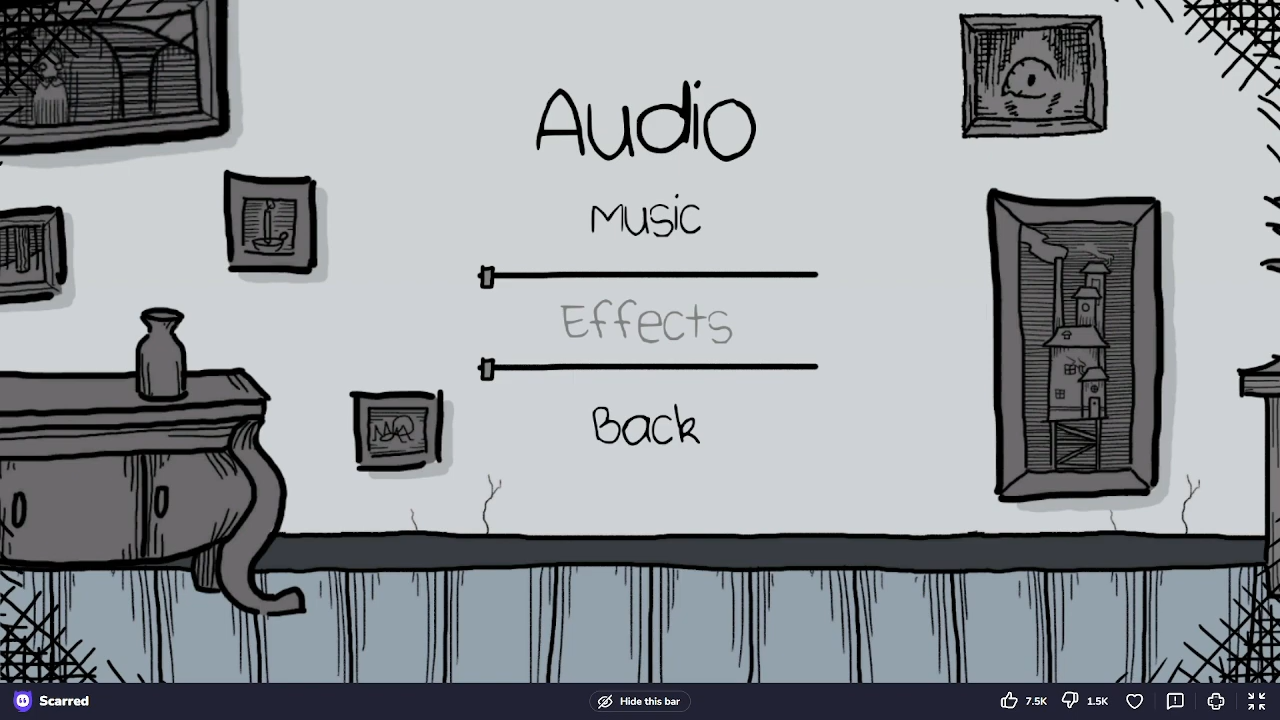 Audio
Music
Effects
Back
Scarred
Hide this bar
7.5K
1.5K